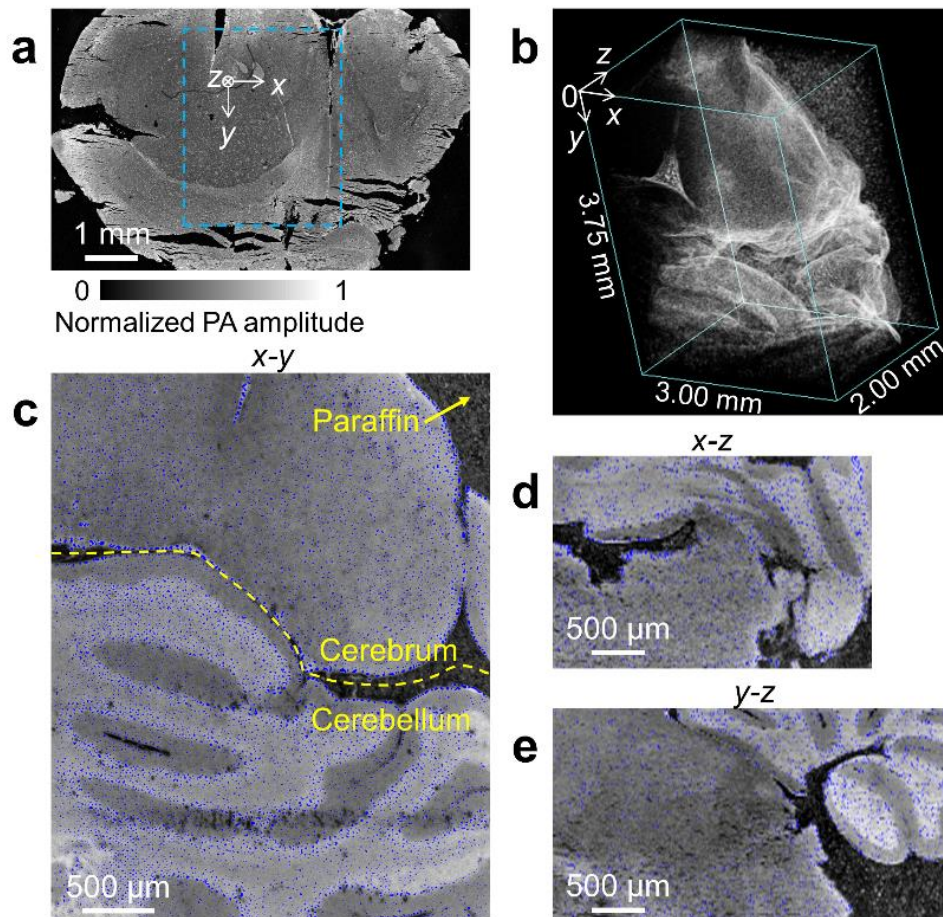 a
z
x
y
1 mm
0 1
Normalized PA amplitude
b
z
0
x
y
3.75 mm
3.00 mm
2.00 mm
x-y
c
Paraffin
Cerebrum
Cerebellum
500 µm
x-z
d
500 µm
y-z
e
500 µm